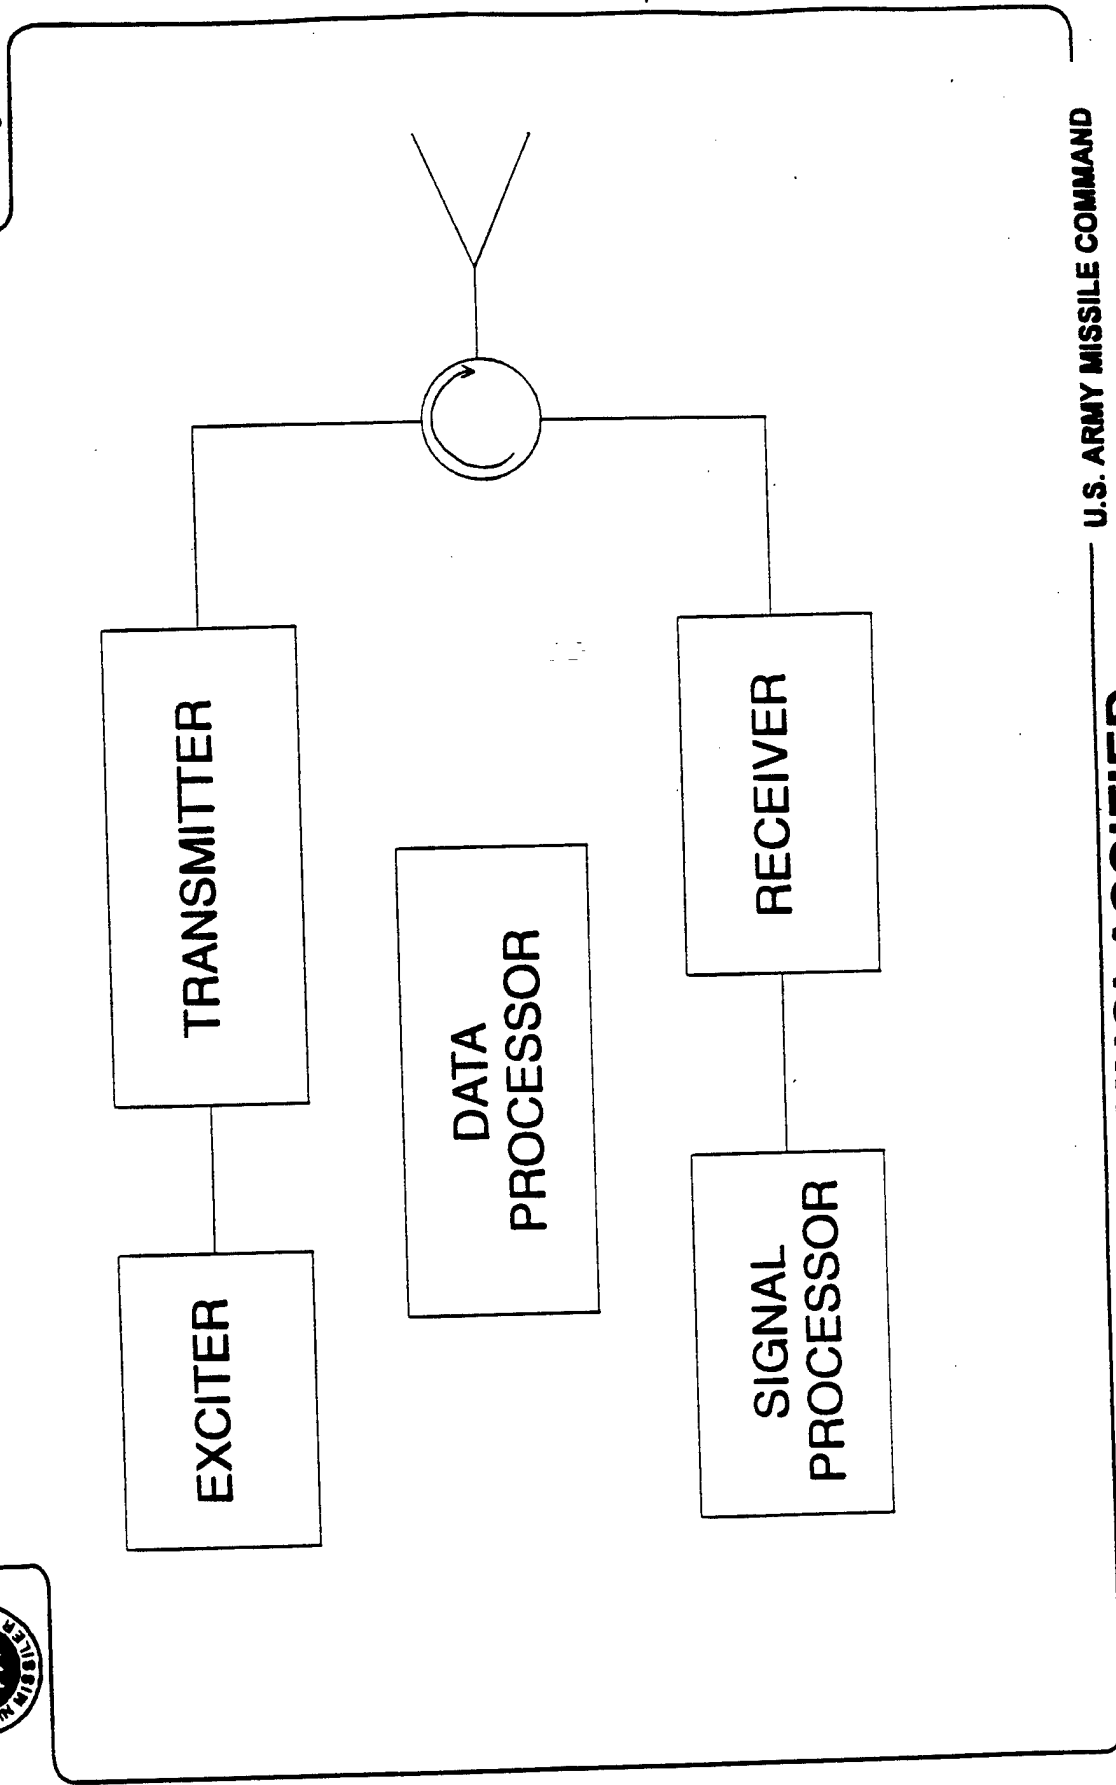 EXCITER
TRANSMITTER
DATA
PROCESSOR
SIGNAL
PROCESSOR
RECEIVER
U.S. ARMY MISSILE COMMAND